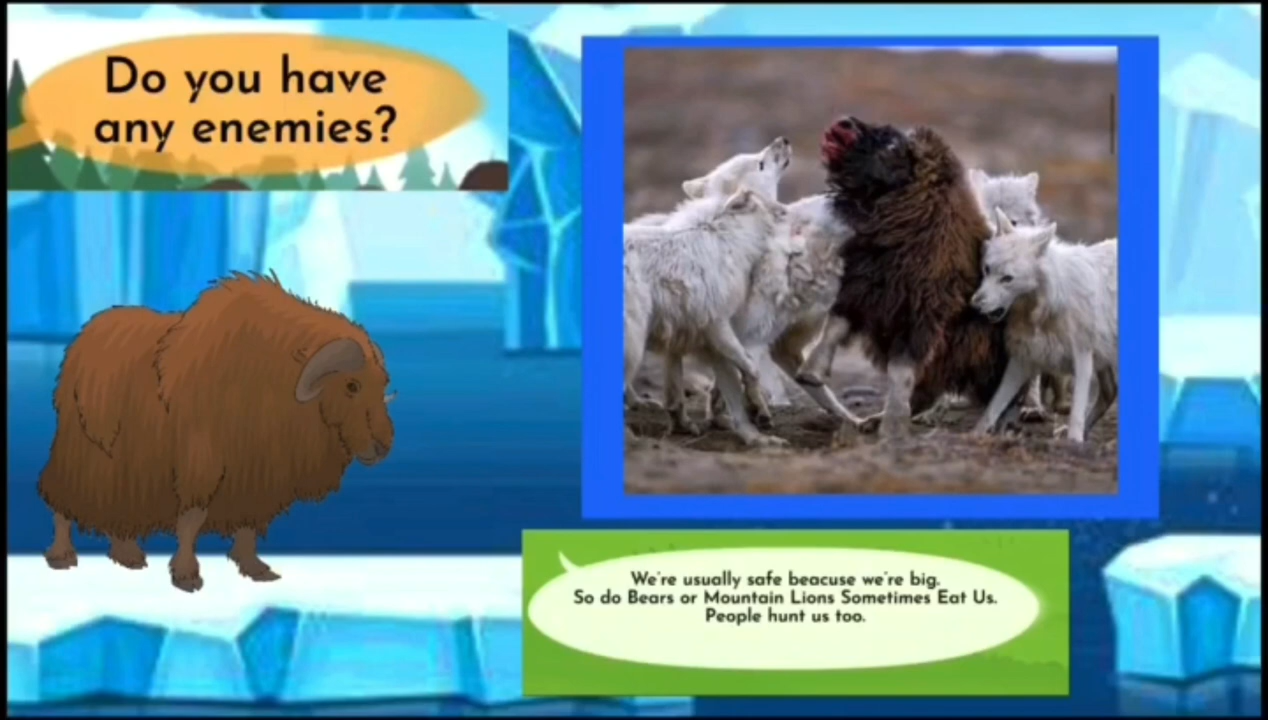 Do you have
any enemies?
We're usually safe beacuse we're big.
So do Bears or Mountain Lions Sometimes Eat Us.
People hunt us too.